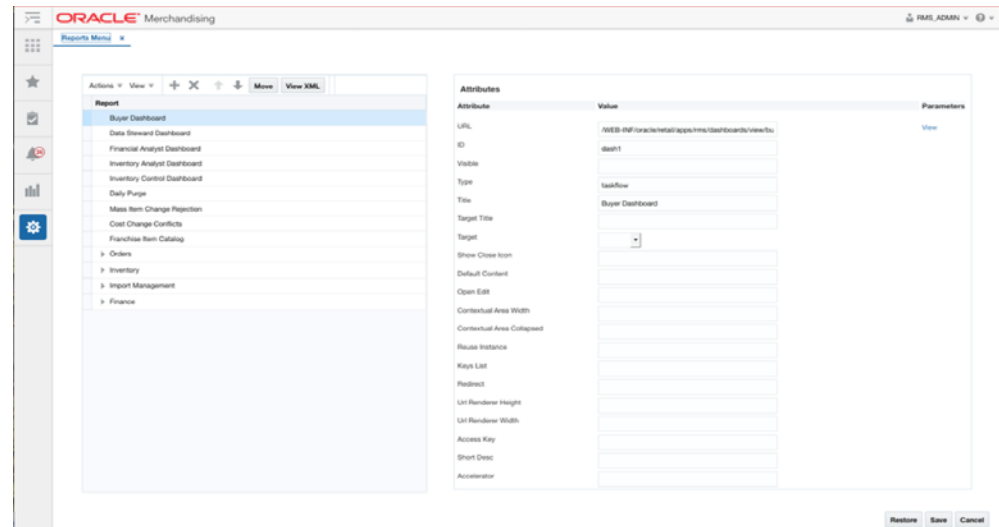 ORACLE® Merchandising
RMS_ADMIN
Reports Menu ×
Actions View Move View XML
Report
Buyer Dashboard
Data Steward Dashboard
Financial Analyst Dashboard
Inventory Analyst Dashboard
Inventory Control Dashboard
Daily Purge
Mass Item Change Rejection
Cost Change Conflicts
Franchise Item Catalog
Orders
Inventory
Import Management
Finance
Attributes
Attribute Value Parameters
URL /WEB-INF/oracle/retail/apps/rms/dashboards/view/bu View
ID dash1
Visible
Type taskflow
Title Buyer Dashboard
Target Title
Target
Show Close Icon
Default Content
Open Edit
Contextual Area Width
Contextual Area Collapsed
Reuse Instance
Keys List
Redirect
Url Renderer Height
Url Renderer Width
Access Key
Short Desc
Accelerator
Restore Save Cancel